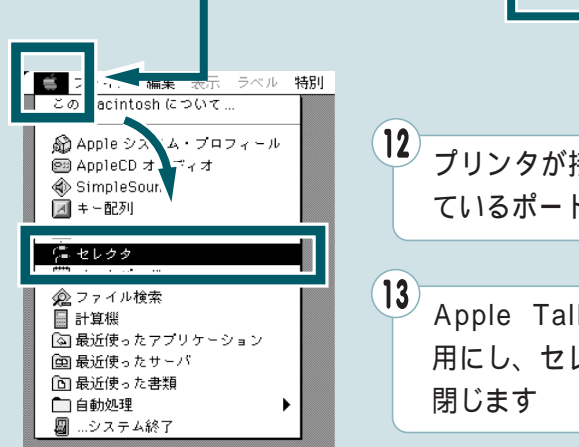 編集 表示 ラベル 特別
この Macintosh について...
Apple システム・プロフィール
AppleCD オーディオ
SimpleSound
キー配列
セレクタ
ファイル検索
計算機
最近使ったアプリケーション
最近使ったサーバ
最近使った書類
自動処理
...システム終了
12
プリンタが接
ているポート
13
Apple Tal
用にし、セレ
閉じます